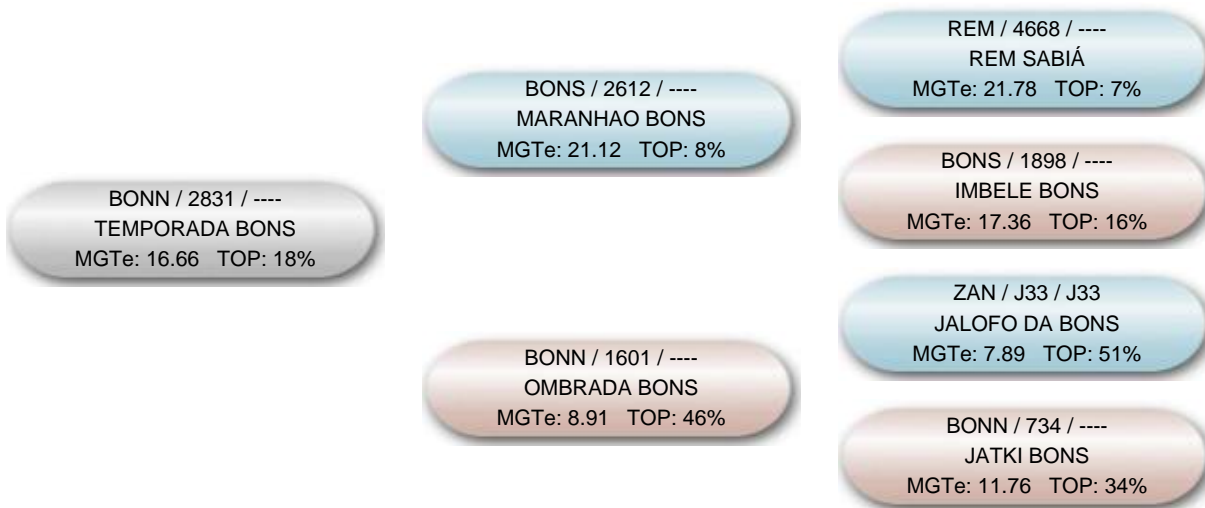 BONN / 2831 / ----
TEMPORADA BONS
MGTe: 16.66 TOP: 18%
BONS / 2612 / ----
MARANHAO BONS
MGTe: 21.12 TOP: 8%
BONN / 1601 / ----
OMBRADA BONS
MGTe: 8.91 TOP: 46%
REM / 4668 / ----
REM SABIÁ
MGTe: 21.78 TOP: 7%
BONS / 1898 / ----
IMBELE BONS
MGTe: 17.36 TOP: 16%
ZAN / J33 / J33
JALOFO DA BONS
MGTe: 7.89 TOP: 51%
BONN / 734 / ----
JATKI BONS
MGTe: 11.76 TOP: 34%